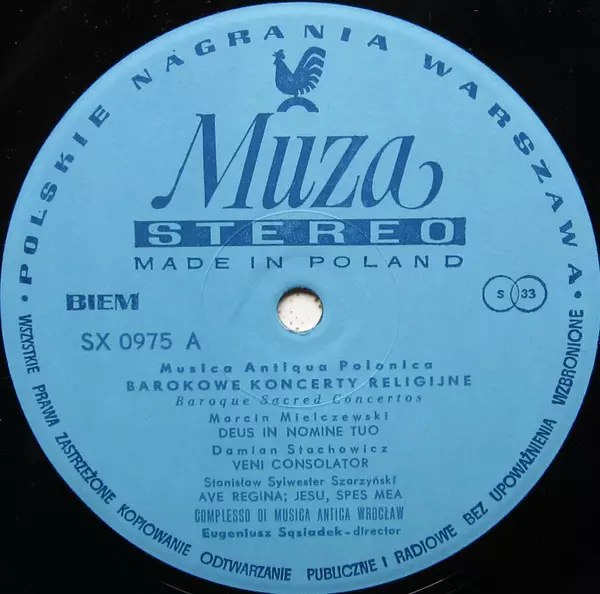 • POLSKIE NAGRANIA WARSZAWA •
Muza
STEREO
MADE IN POLAND
BIEM
S 33
SX 0975 A
Musica Antiqua Polonica
BAROKOWE KONCERTY RELIGIJNE
Baroque Sacred Concertos
Marcin Mielczewski
DEUS IN NOMINE TUO
Damian Stachowicz
VENI CONSOLATOR
Stanisław Sylwester Szarzyński
AVE REGINA; JESU, SPES MEA
COMPLESSO DI MUSICA ANTICA WROCŁAW
Eugeniusz Sąsiadek-director
WSZYSTKIE PRAWA ZASTRZEŻONE KOPIOWANIE ODTWARZANIE PUBLICZNE I RADIOWE BEZ UPOWAŻNIENIA WZBRONIONE